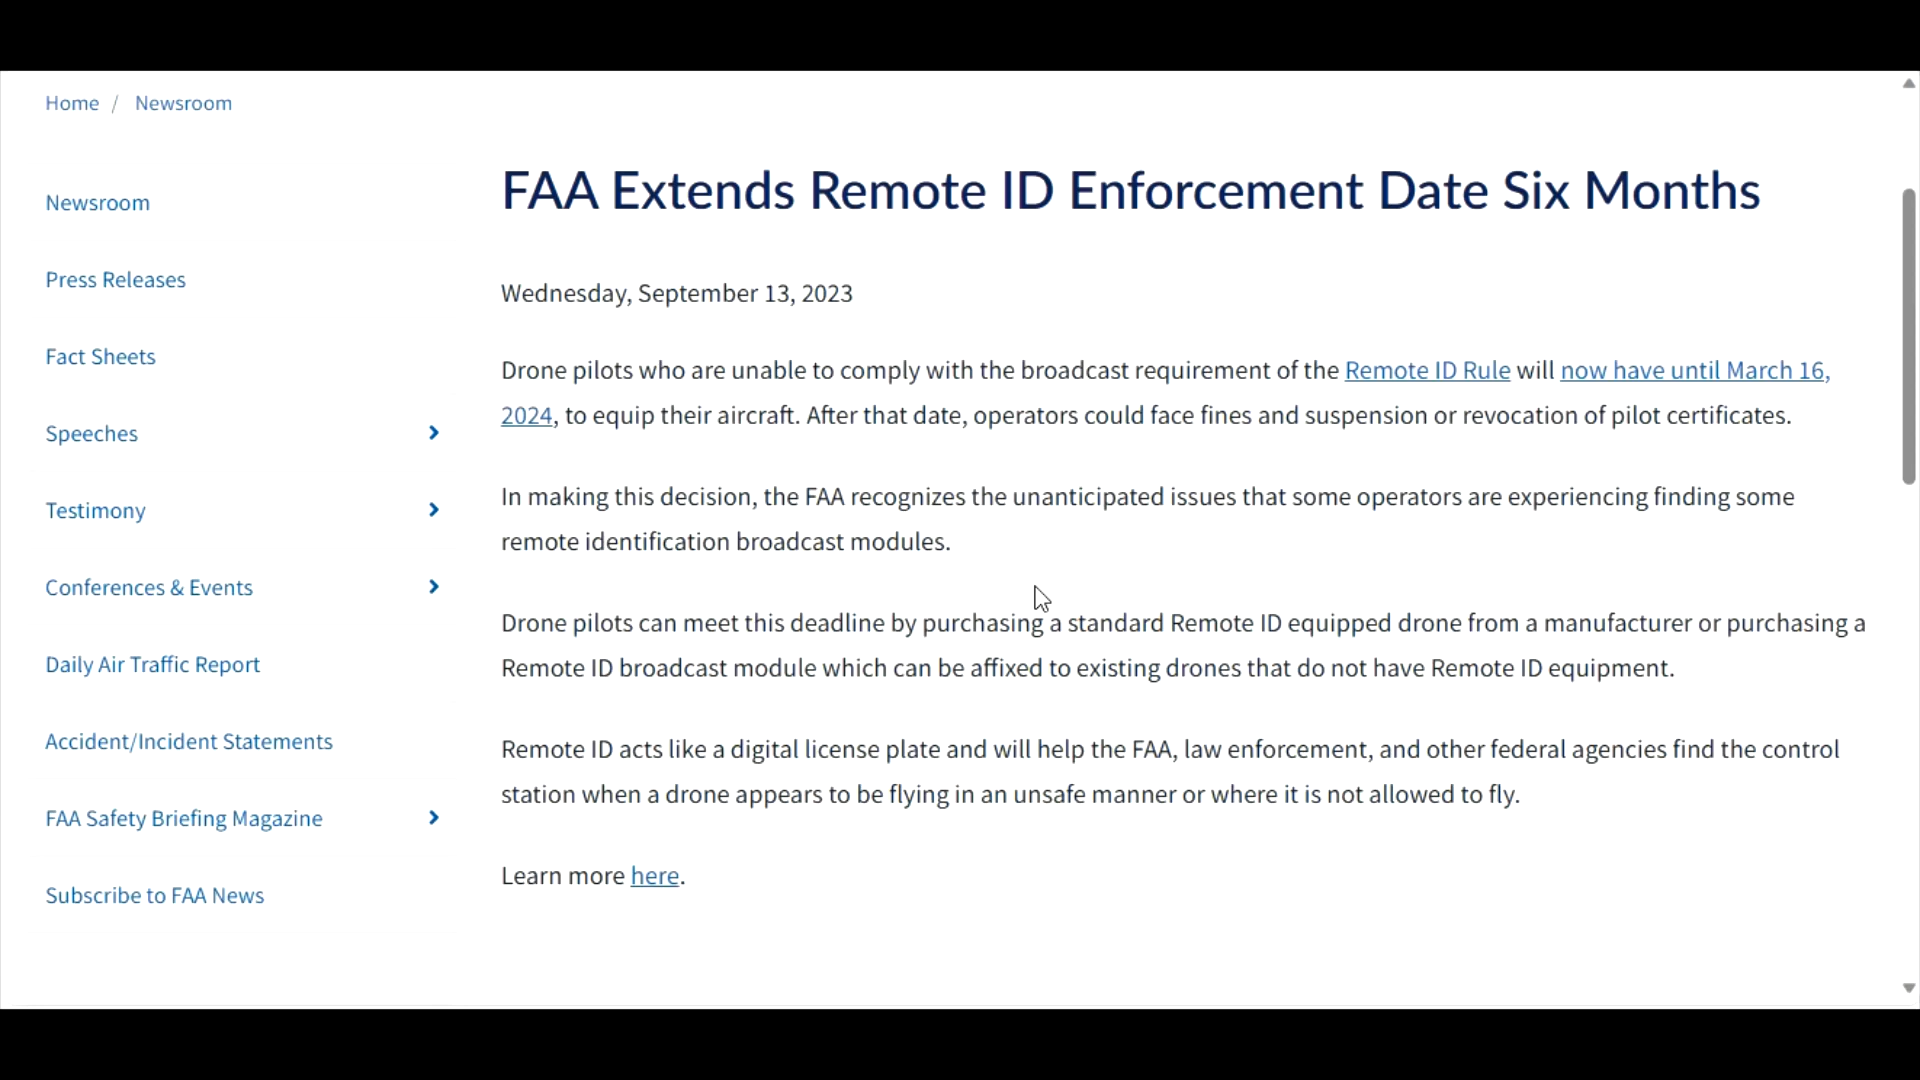 Home / Newsroom
Newsroom
Press Releases
Fact Sheets
Speeches
Testimony
Conferences & Events
Daily Air Traffic Report
Accident/Incident Statements
FAA Safety Briefing Magazine
Subscribe to FAA News
FAA Extends Remote ID Enforcement Date Six Months
Wednesday, September 13, 2023
Drone pilots who are unable to comply with the broadcast requirement of the Remote ID Rule will now have until March 16,
2024, to equip their aircraft. After that date, operators could face fines and suspension or revocation of pilot certificates.
In making this decision, the FAA recognizes the unanticipated issues that some operators are experiencing finding some
remote identification broadcast modules.
Drone pilots can meet this deadline by purchasing a standard Remote ID equipped drone from a manufacturer or purchasing a
Remote ID broadcast module which can be affixed to existing drones that do not have Remote ID equipment.
Remote ID acts like a digital license plate and will help the FAA, law enforcement, and other federal agencies find the control
station when a drone appears to be flying in an unsafe manner or where it is not allowed to fly.
Learn more here.